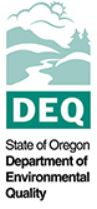 DEQ
State of Oregon
Department of
Environmental
Quality